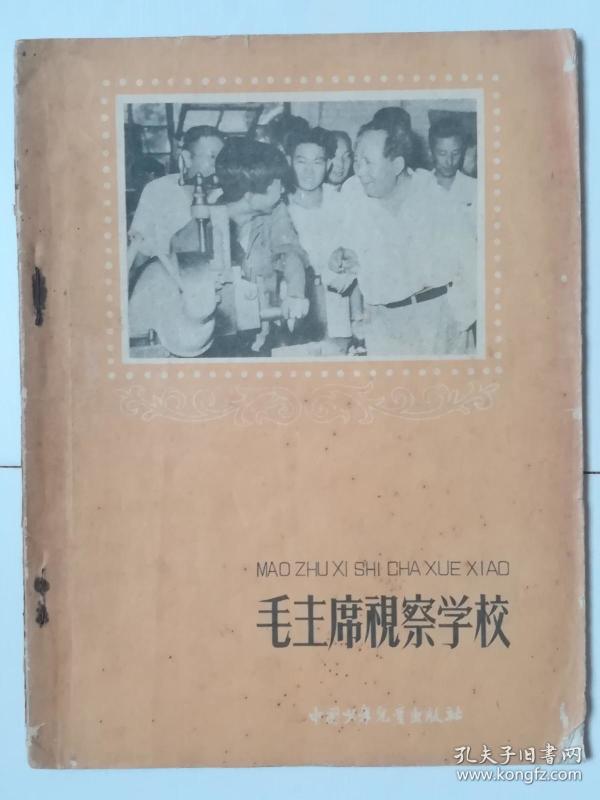 MAO ZHU XI SHI CHA XUE XIAO
毛主席視察学校
中国少年儿童出版社
孔夫子旧书网
www.kongfz.com